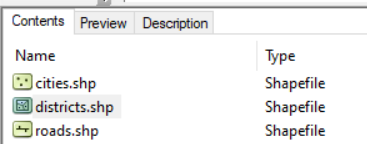 Contents Preview Description
Name Type
cities.shp Shapefile
districts.shp Shapefile
roads.shp Shapefile